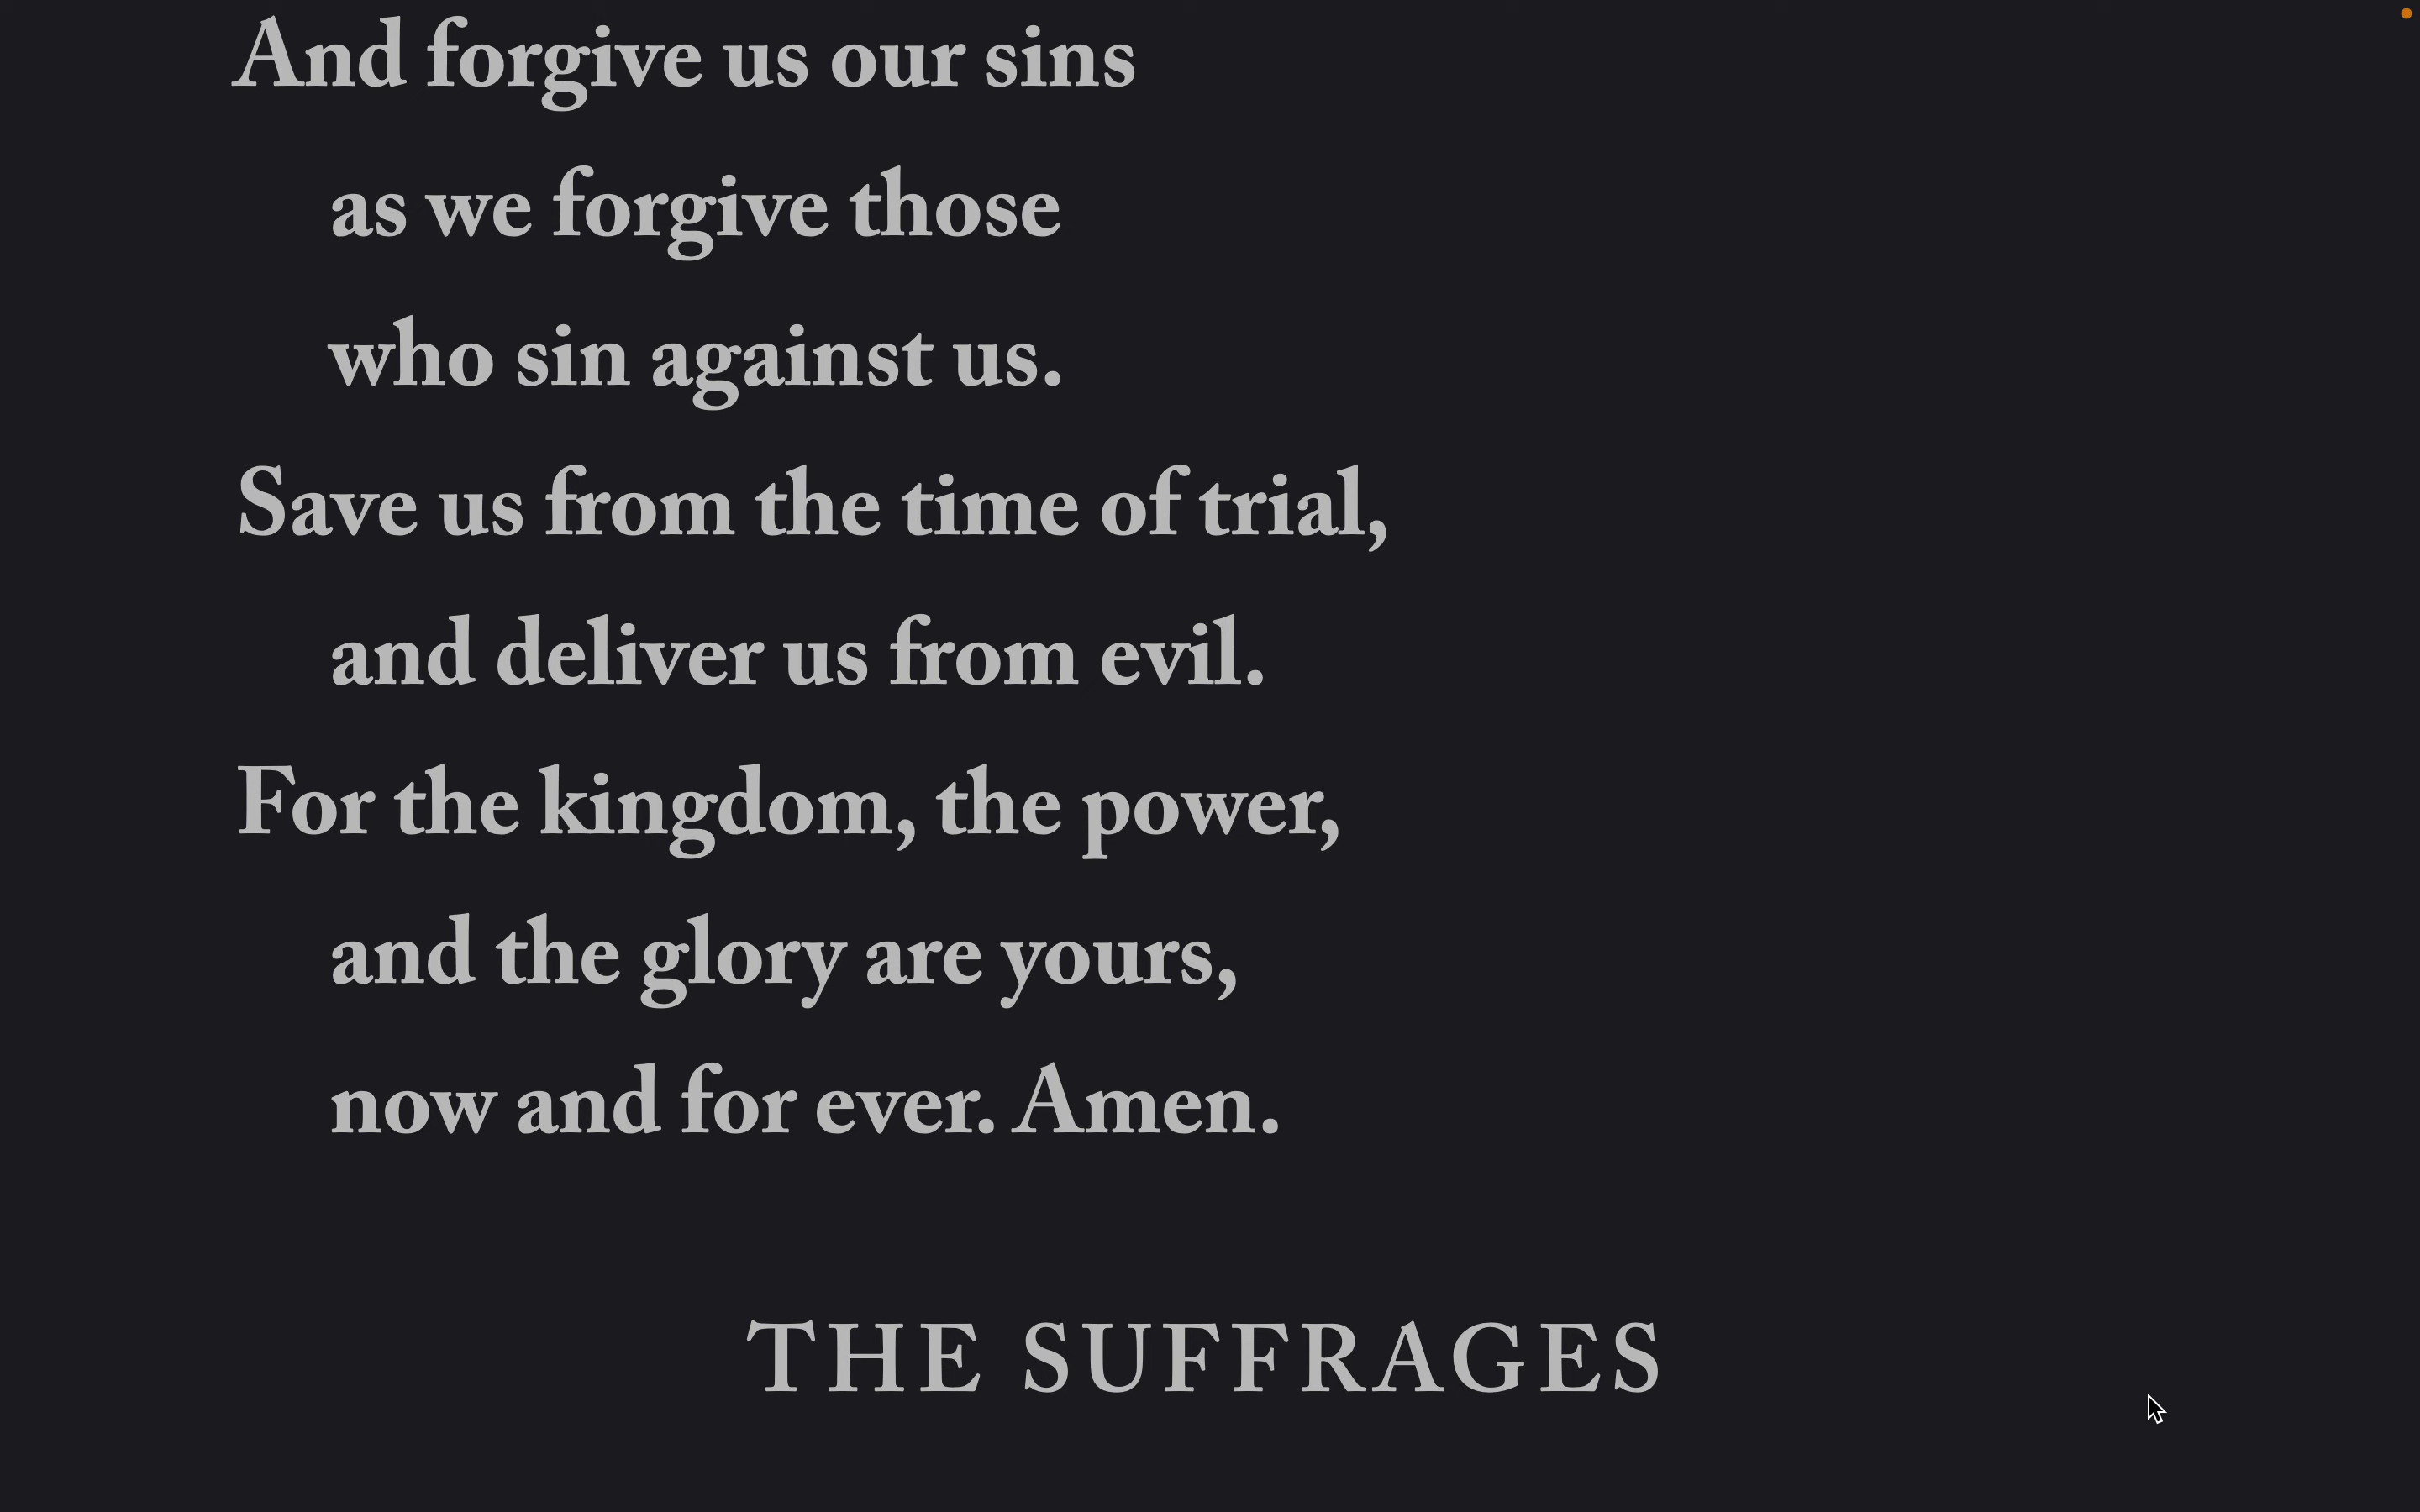 And forgive us our sins
as we forgive those
who sin against us.
Save us from the time of trial,
and deliver us from evil.
For the kingdom, the power,
and the glory are yours,
now and for ever. Amen.
THE SUFFRAGES